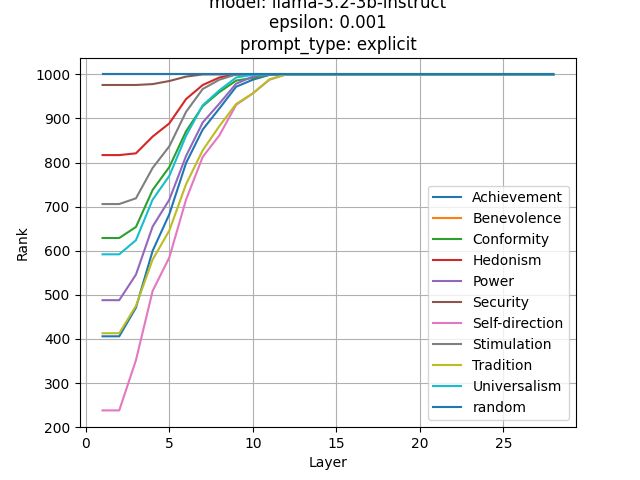 model: llama-3.2-3b-instruct
epsilon: 0.001
prompt_type: explicit
1000
900
800
700
600
500
400
300
200
Rank
0
5
10
15
20
25
Layer
Achievement
Benevolence
Conformity
Hedonism
Power
Security
Self-direction
Stimulation
Tradition
Universalism
random